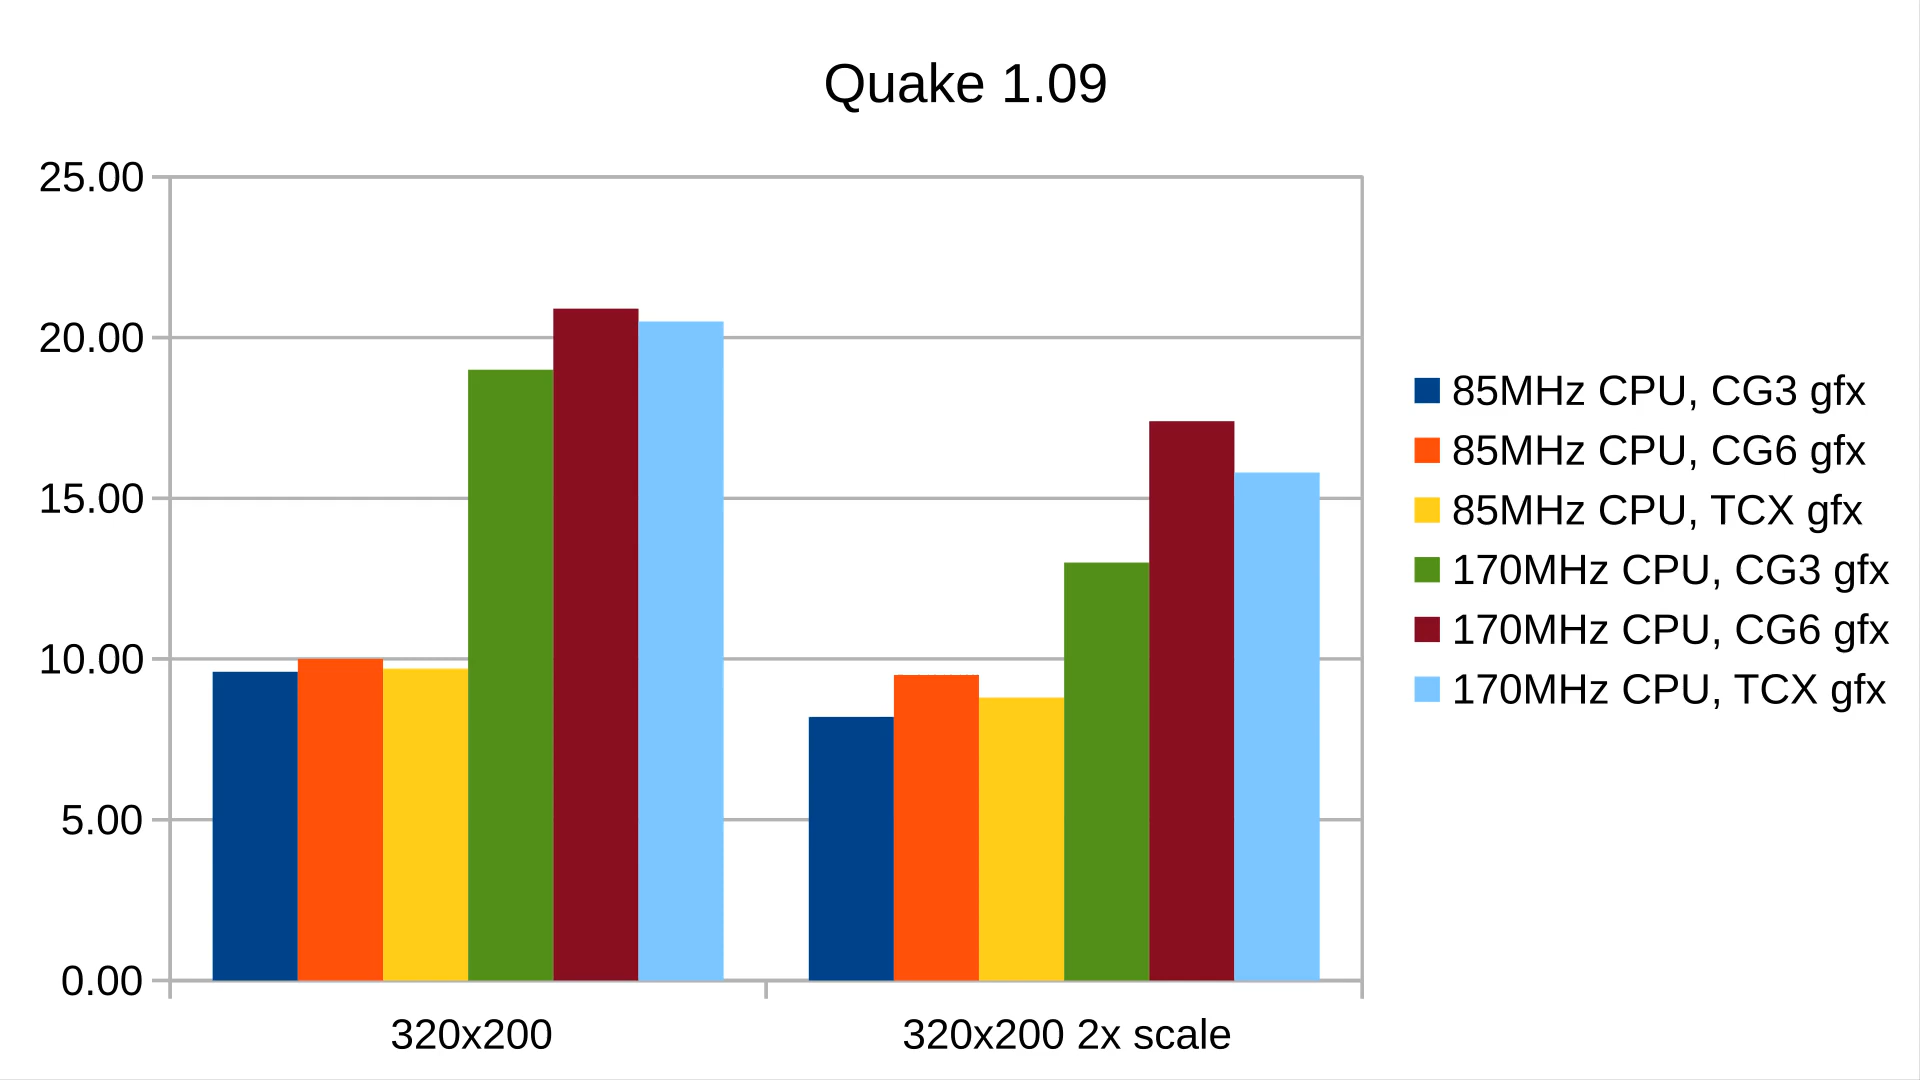 Quake 1.09
25.00
20.00
15.00
10.00
5.00
0.00
320x200
320x200 2x scale
85MHz CPU, CG3 gfx
85MHz CPU, CG6 gfx
85MHz CPU, TCX gfx
170MHz CPU, CG3 gfx
170MHz CPU, CG6 gfx
170MHz CPU, TCX gfx